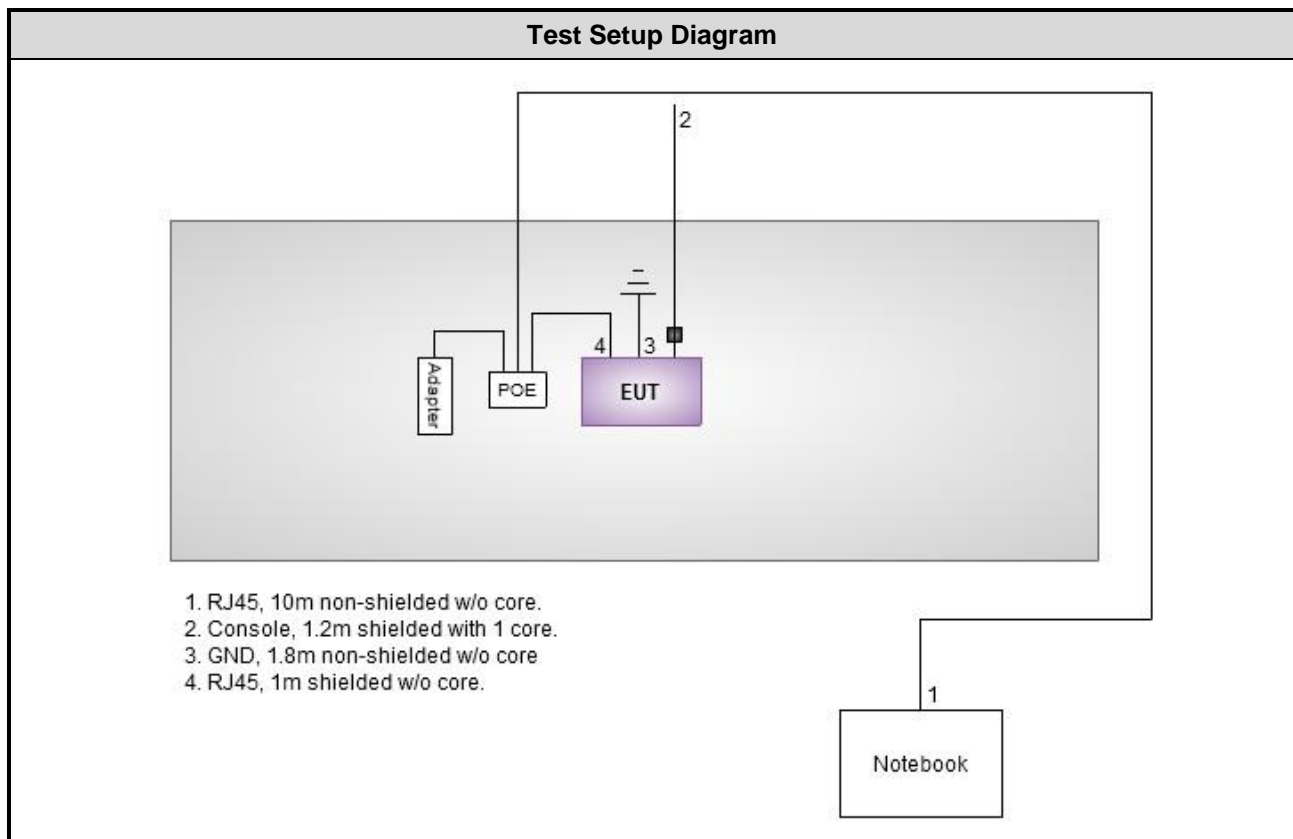 Test Setup Diagram
2
4
3
Adapter
POE
EUT
1. RJ45, 10m non-shielded w/o core.
2. Console, 1.2m shielded with 1 core.
3. GND, 1.8m non-shielded w/o core
4. RJ45, 1m shielded w/o core.
1
Notebook